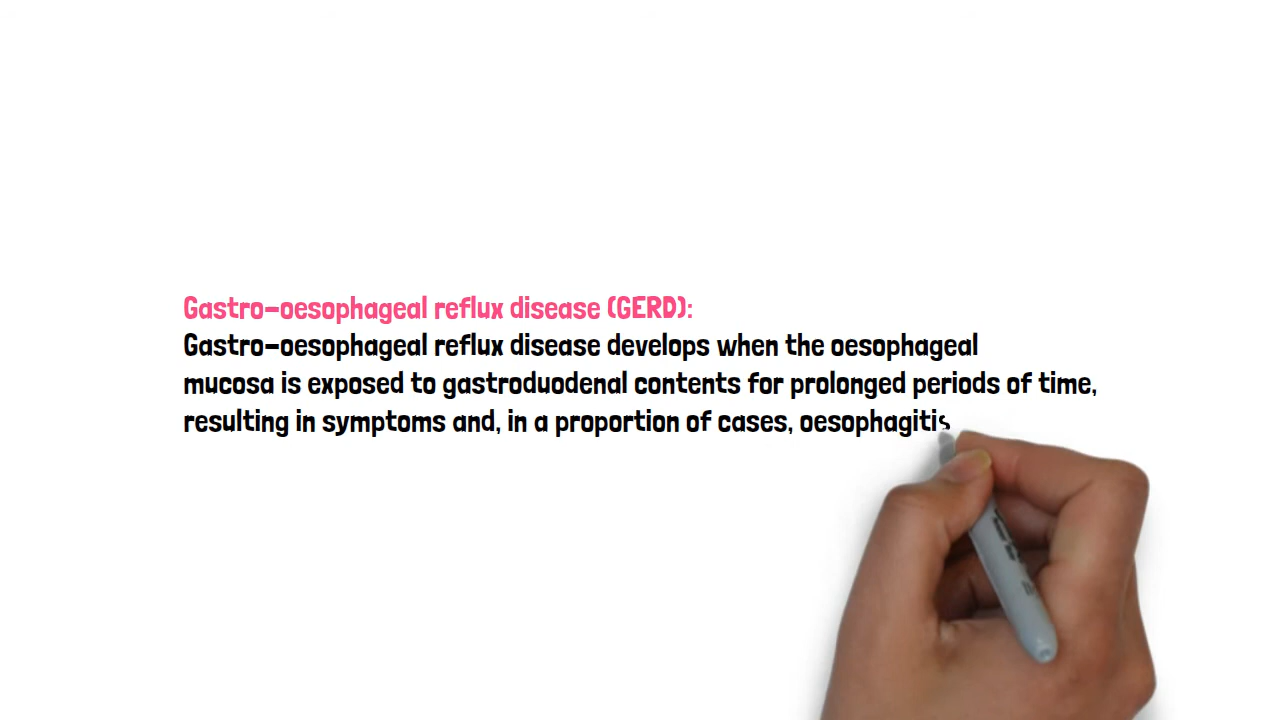 Gastro-oesophageal reflux disease (GERD):
Gastro-oesophageal reflux disease develops when the oesophageal
mucosa is exposed to gastroduodenal contents for prolonged periods of time,
resulting in symptoms and, in a proportion of cases, oesophagitis